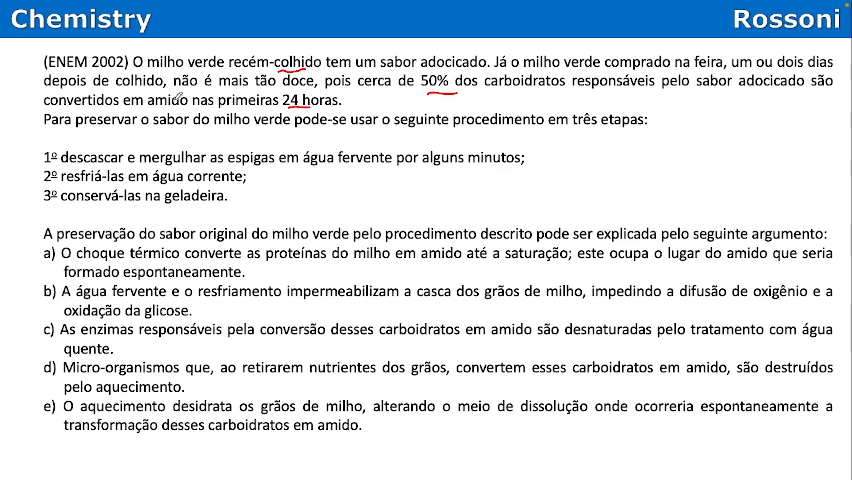 Chemistry
Rossoni
(ENEM 2002) O milho verde recém-colhido tem um sabor adocicado. Já o milho verde comprado na feira, um ou dois dias
depois de colhido, não é mais tão doce, pois cerca de 50% dos carboidratos responsáveis pelo sabor adocicado são
convertidos em amido nas primeiras 24 horas.
Para preservar o sabor do milho verde pode-se usar o seguinte procedimento em três etapas:
1º descascar e mergulhar as espigas em água fervente por alguns minutos;
2º resfriá-las em água corrente;
3º conservá-las na geladeira.
A preservação do sabor original do milho verde pelo procedimento descrito pode ser explicada pelo seguinte argumento:
a) O choque térmico converte as proteínas do milho em amido até a saturação; este ocupa o lugar do amido que seria
formado espontaneamente.
b) A água fervente e o resfriamento impermeabilizam a casca dos grãos de milho, impedindo a difusão de oxigênio e a
oxidação da glicose.
c) As enzimas responsáveis pela conversão desses carboidratos em amido são desnaturadas pelo tratamento com água
quente.
d) Micro-organismos que, ao retirarem nutrientes dos grãos, convertem esses carboidratos em amido, são destruídos
pelo aquecimento.
e) O aquecimento desidrata os grãos de milho, alterando o meio de dissolução onde ocorreria espontaneamente a
transformação desses carboidratos em amido.